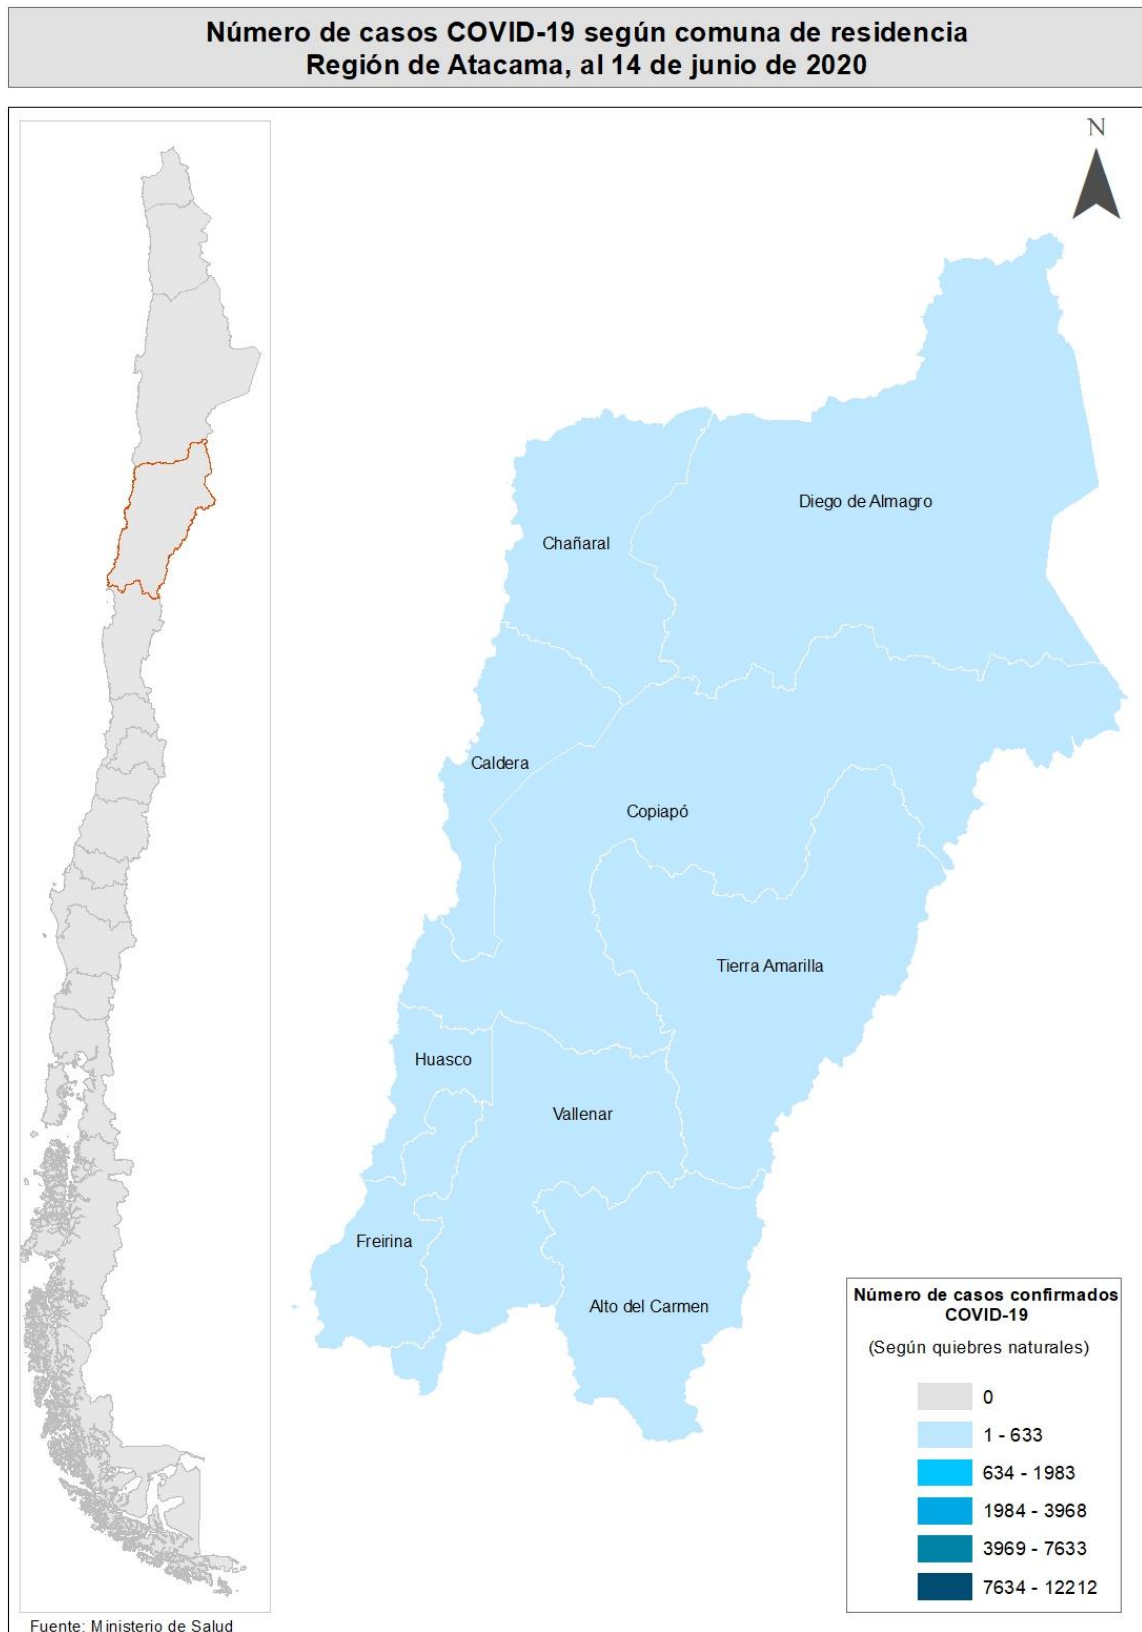 Número de casos COVID-19 según comuna de residencia
Región de Atacama, al 14 de junio de 2020
N
Diego de Almagro
Chañaral
Caldera
Copiapó
Tierra Amarilla
Huasco
Vallenar
Freirina
Alto del Carmen
Número de casos confirmados
COVID-19
(Según quiebres naturales)
0
1 - 633
634 - 1983
1984 - 3968
3969 - 7633
7634 - 12212
Fuente: Ministerio de Salud